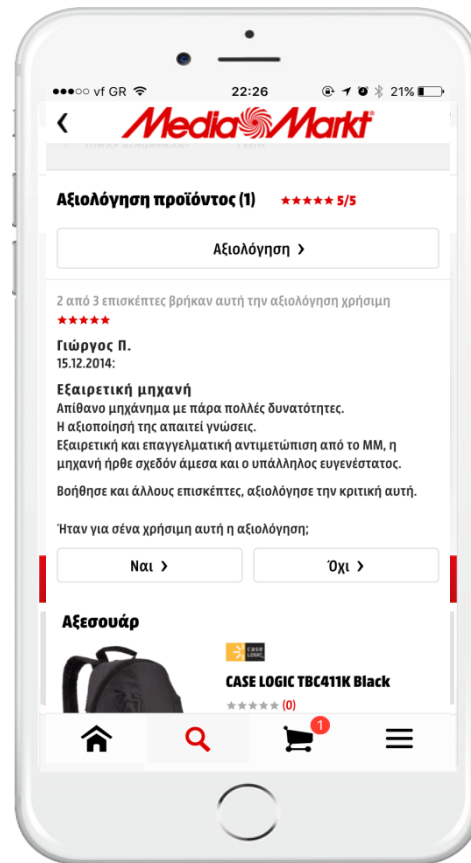 vf GR 22:26 21%
MediaMarkt
Αξιολόγηση προϊόντος (1) ★★★★★ 5/5
Αξιολόγηση >
2 από 3 επισκέπτες βρήκαν αυτή την αξιολόγηση χρήσιμη
★★★★★
Γιώργος Π.
15.12.2014:
Εξαιρετική μηχανή
Απίθανο μηχάνημα με πάρα πολλές δυνατότητες.
Η αξιοποίησή της απαιτεί γνώσεις.
Εξαιρετική και επαγγελματική αντιμετώπιση από το ΜΜ, η
μηχανή ήρθε σχεδόν άμεσα και ο υπάλληλος ευγενέστατος.
Βοήθησε και άλλους επισκέπτες, αξιολόγησε την κριτική αυτή.
Ήταν για σένα χρήσιμη αυτή η αξιολόγηση;
Ναι > Όχι >
Αξεσουάρ
CASE LOGIC
CASE LOGIC TBC411K Black
★★★★★ (0)
1